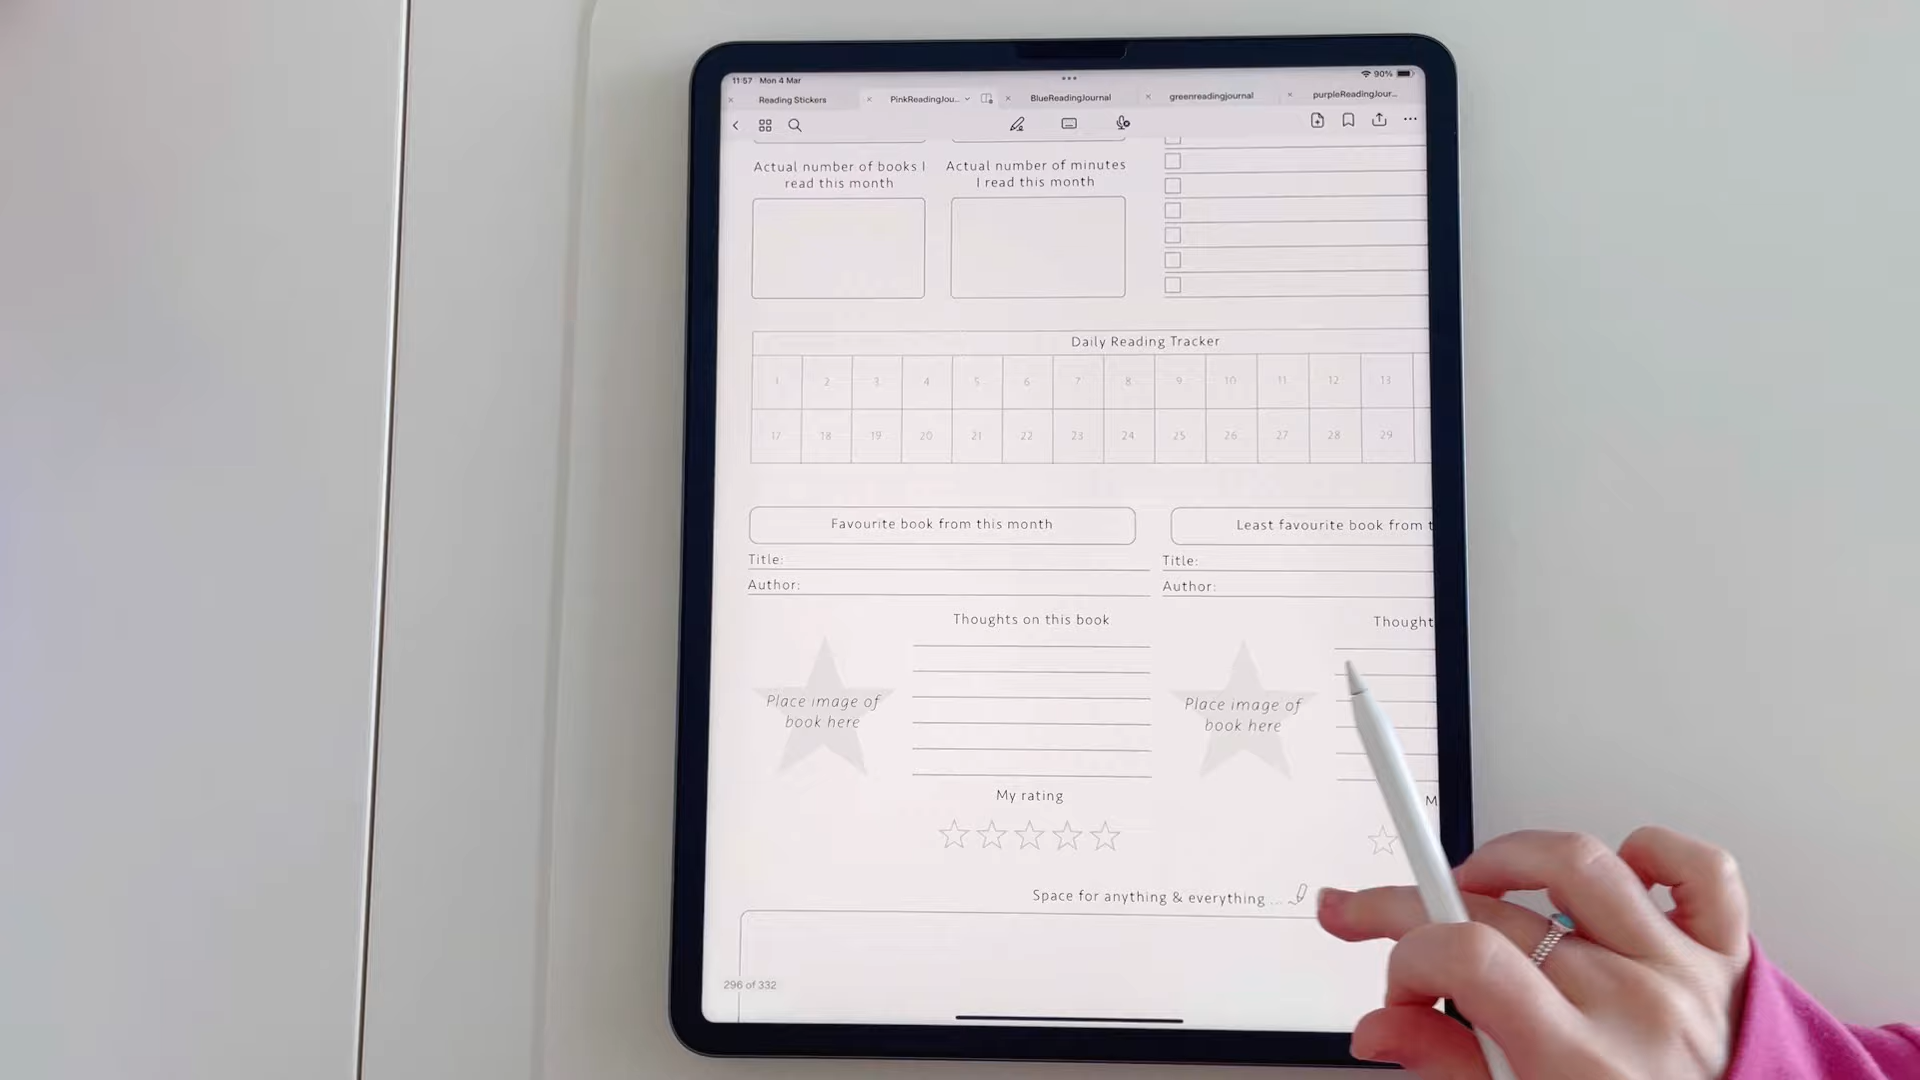 11:57 Mon 4 Mar
90%
Reading Stickers
PinkReadingJou...
BlueReadingJournal
greenreadingjournal
purpleReadingJour...
Actual number of books I
read this month
Actual number of minutes
I read this month
Daily Reading Tracker
1 2 3 4 5 6 7 8 9 10 11 12 13
17 18 19 20 21 22 23 24 25 26 27 28 29
Favourite book from this month
Least favourite book from t
Title:
Title:
Author:
Author:
Thoughts on this book
Thought
Place image of
book here
Place image of
book here
My rating
M
Space for anything & everything ...
296 of 332